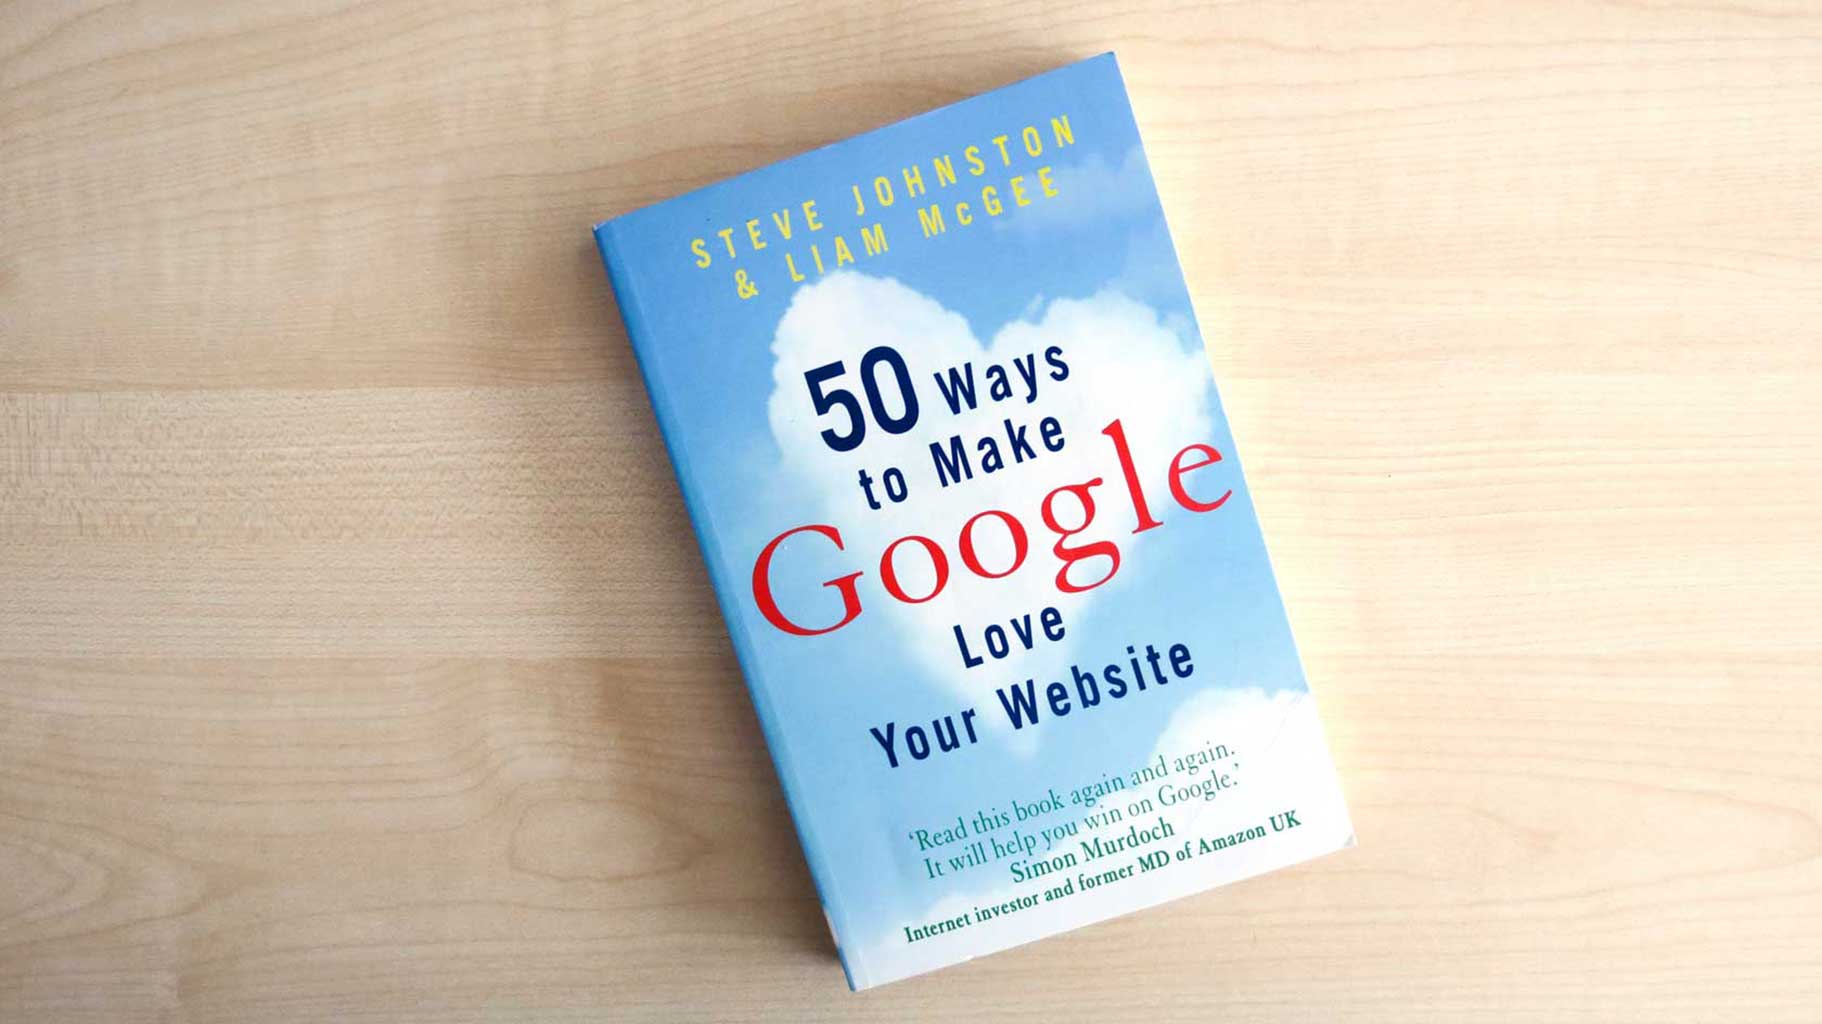 STEVE JOHNSTON
& LIAM McGEE
50 Ways
to Make
Google
Love
Your Website
‘Read this book again and again.
It will help you win on Google.’
Simon Murdoch
Internet investor and former MD of Amazon UK